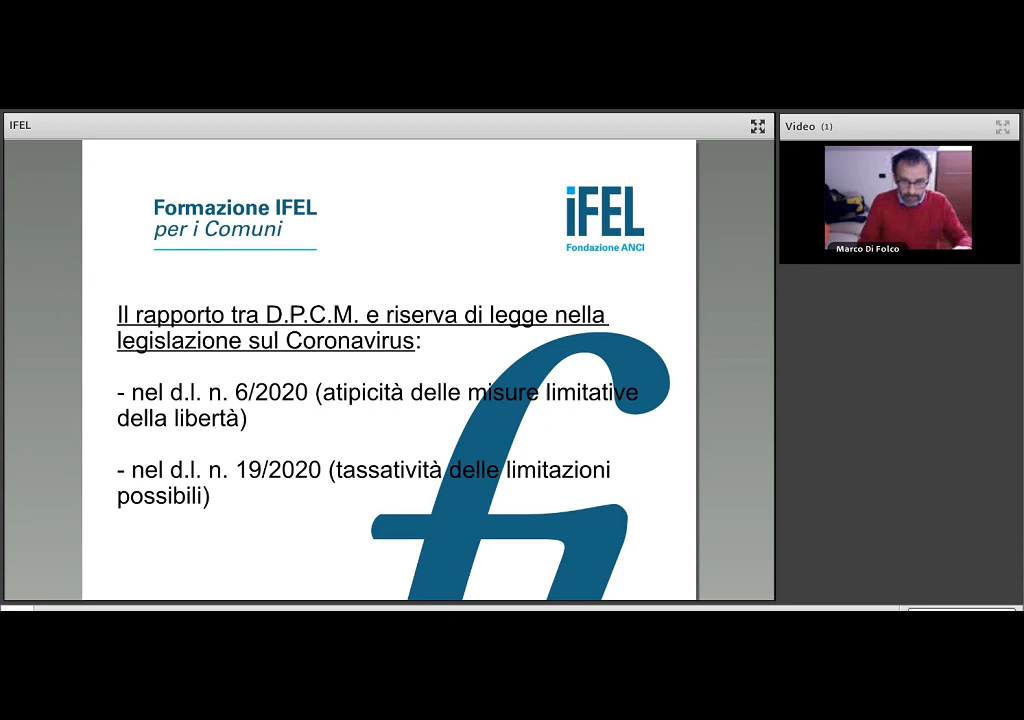 IFEL
Video (1)
Formazione IFEL
per i Comuni
iFEL
Fondazione ANCI
Marco Di Folco
Il rapporto tra D.P.C.M. e riserva di legge nella
legislazione sul Coronavirus:
- nel d.l. n. 6/2020 (atipicità delle misure limitative
della libertà)
- nel d.l. n. 19/2020 (tassatività delle limitazioni
possibili)